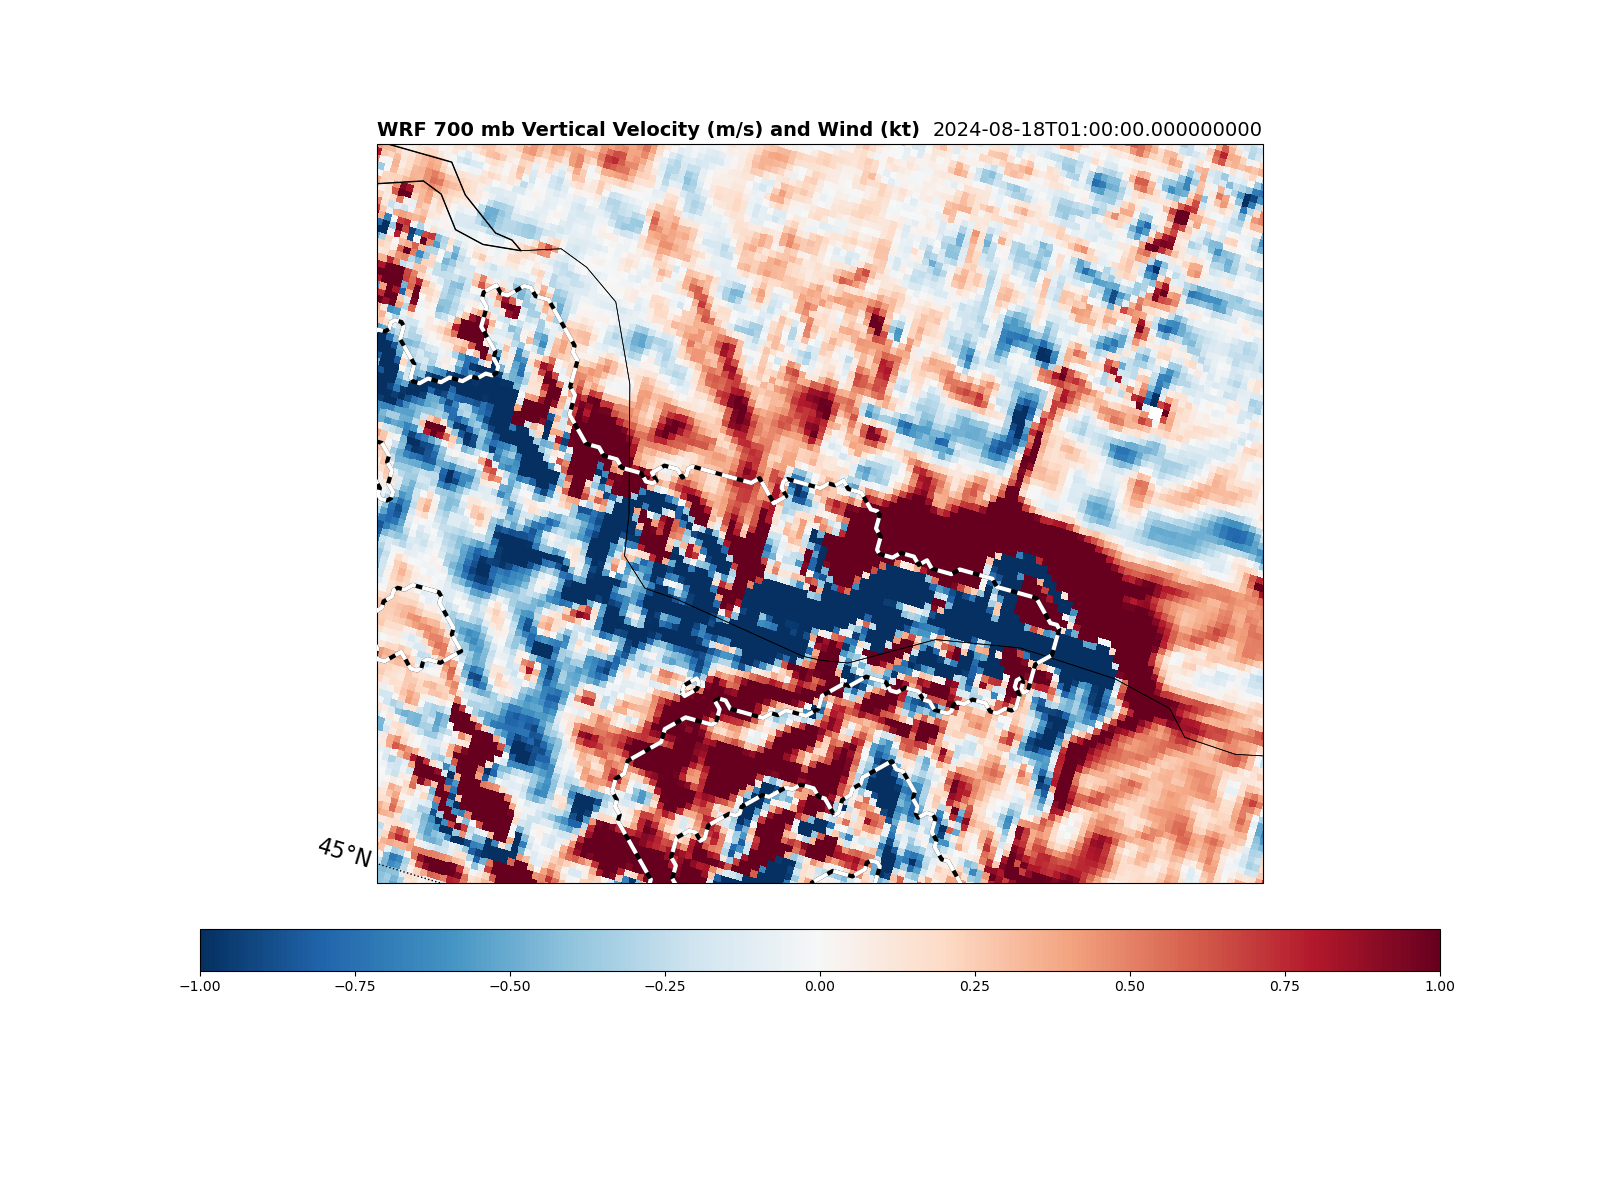 WRF 700 mb Vertical Velocity (m/s) and Wind (kt) 2024-08-18T01:00:00.000000000
45°N
−1.00 −0.75 −0.50 −0.25 0.00 0.25 0.50 0.75 1.00